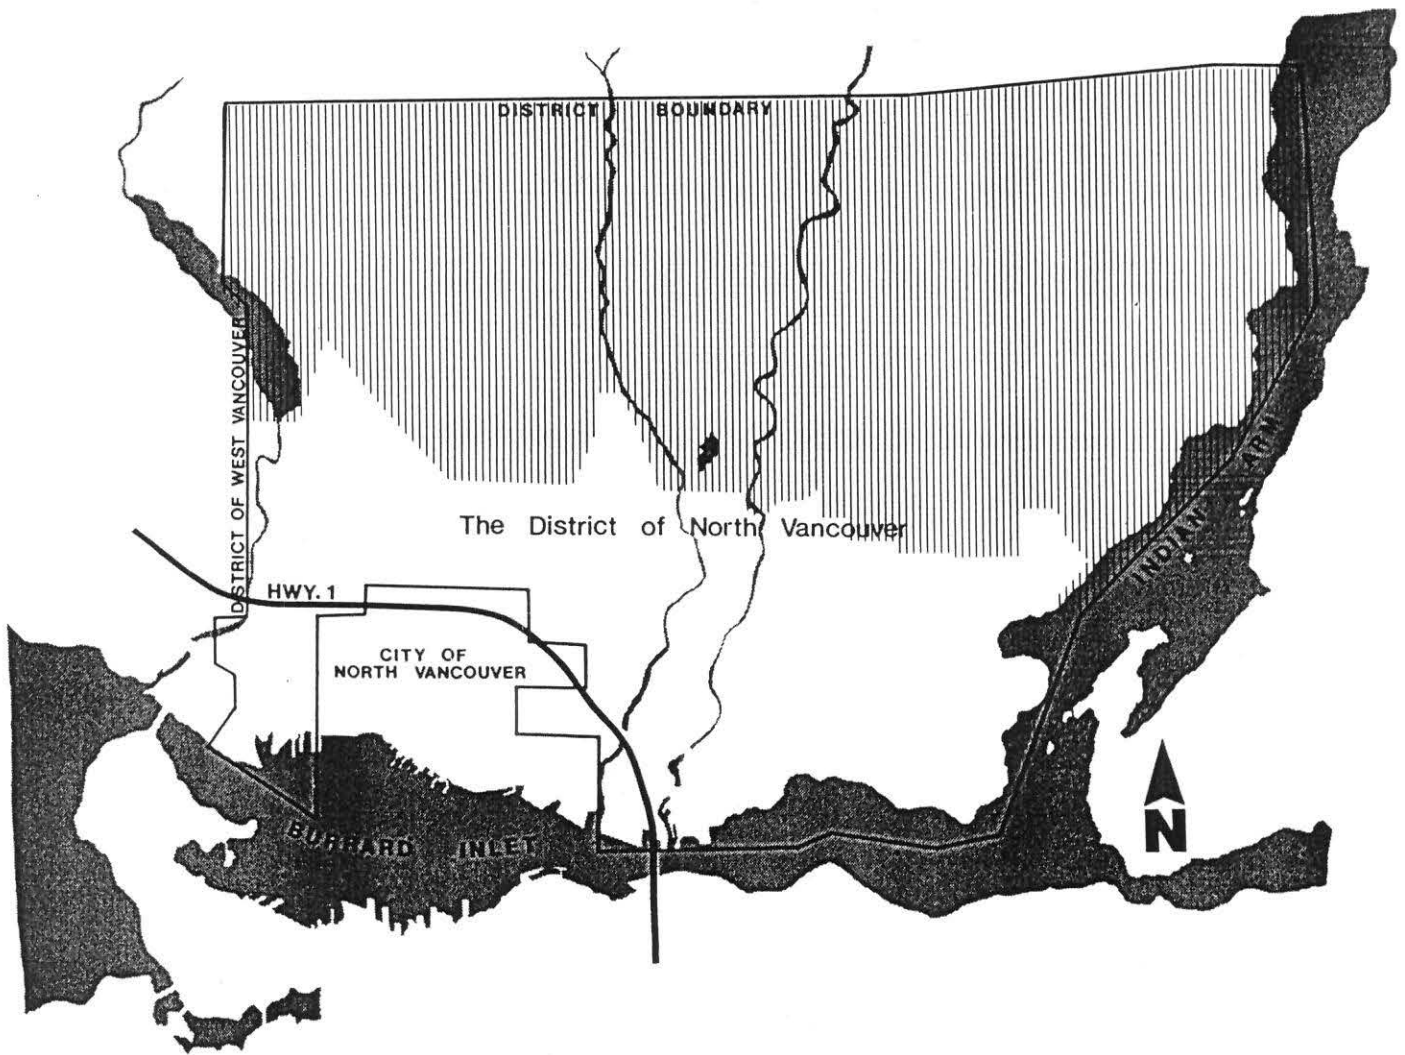 DISTRICT BOUNDARY
DISTRICT OF WEST VANCOUVER
INDIAN ARM
The District of North Vancouver
HWY. 1
CITY OF
NORTH VANCOUVER
BURRARD INLET
N